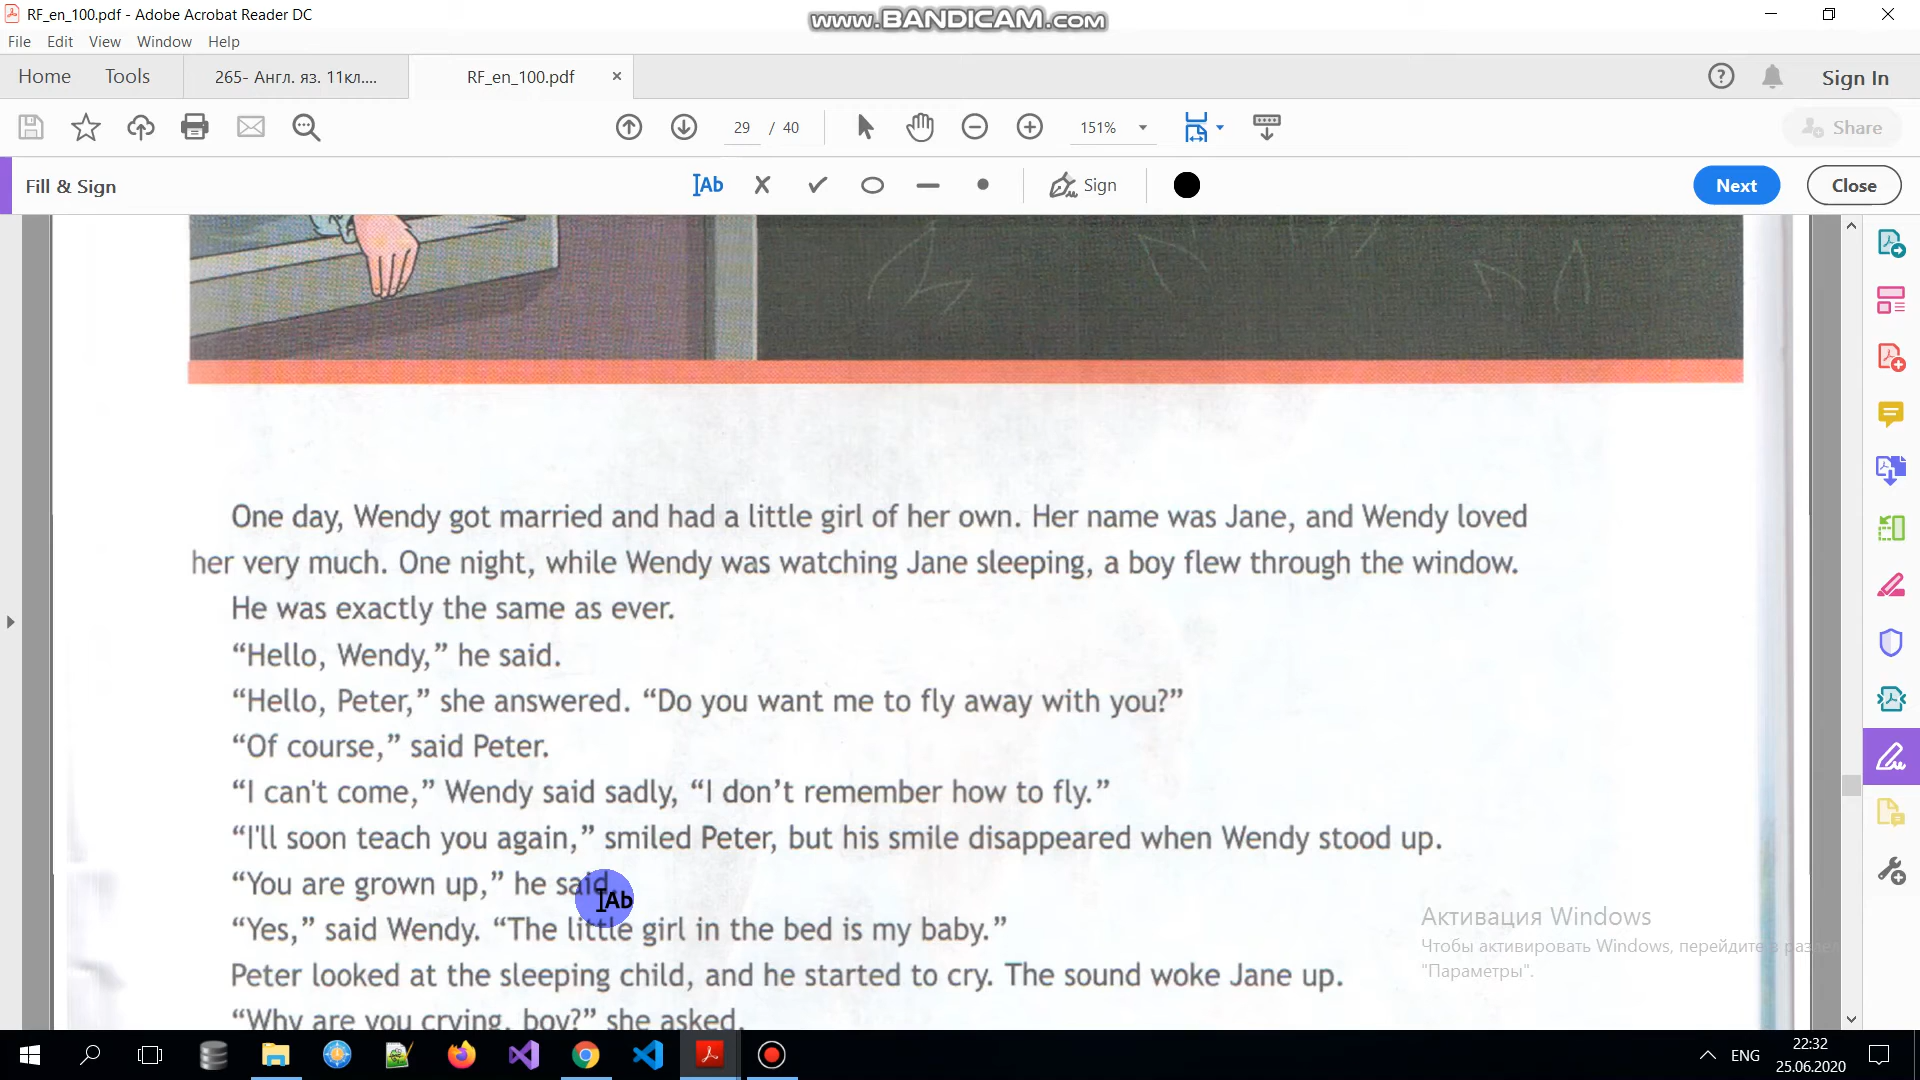 RF_en_100.pdf - Adobe Acrobat Reader DC
www.BANDICAM.com
File Edit View Window Help
Home Tools 265- Англ. яз. 11кл.... RF_en_100.pdf × Sign In
29 / 40 151% Share
Fill & Sign Ab Sign Next Close
One day, Wendy got married and had a little girl of her own. Her name was Jane, and Wendy loved
her very much. One night, while Wendy was watching Jane sleeping, a boy flew through the window.
He was exactly the same as ever.
“Hello, Wendy,” he said.
“Hello, Peter,” she answered. “Do you want me to fly away with you?”
“Of course,” said Peter.
“I can't come,” Wendy said sadly, “I don’t remember how to fly.”
“I'll soon teach you again,” smiled Peter, but his smile disappeared when Wendy stood up.
“You are grown up,” he said.
Ab
“Yes,” said Wendy. “The little girl in the bed is my baby.”
Peter looked at the sleeping child, and he started to cry. The sound woke Jane up.
“Why are you crying, boy?” she asked.
Активация Windows
Чтобы активировать Windows, перейдите в раздел
"Параметры".
ENG
22:32
25.06.2020